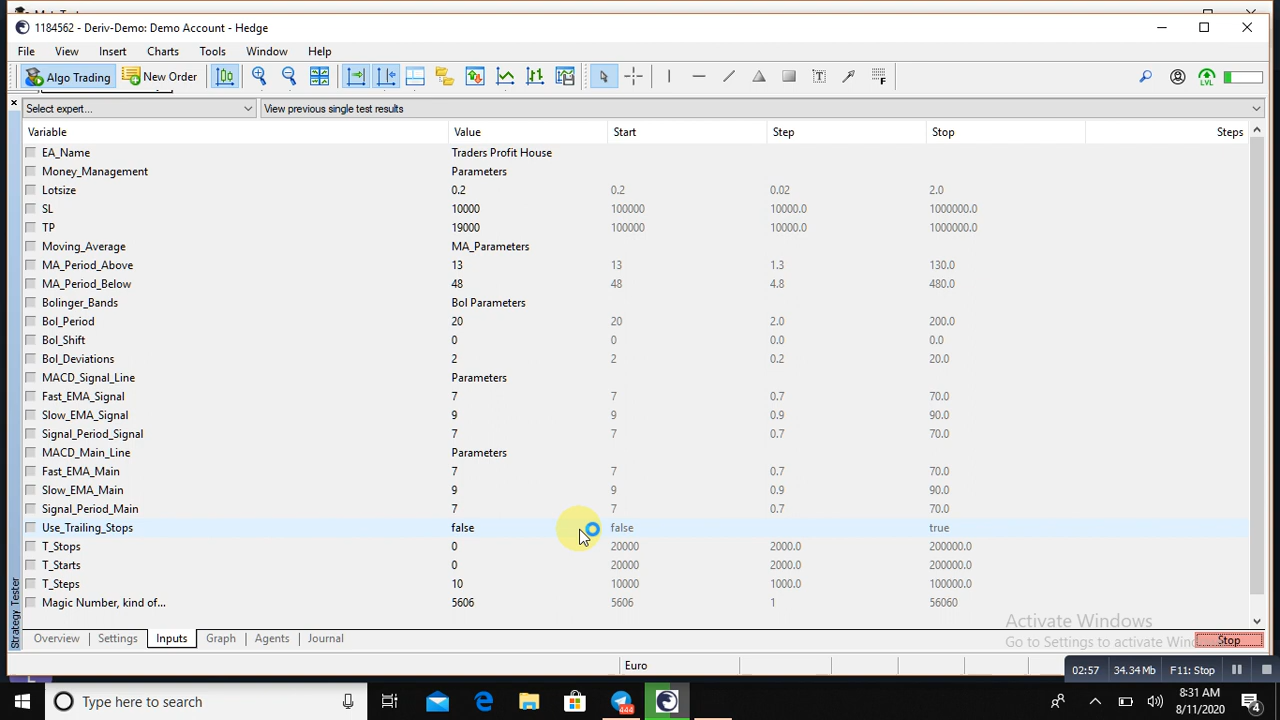 1184562 - Deriv-Demo: Demo Account - Hedge
File View Insert Charts Tools Window Help
Algo Trading New Order T F LVL
Select expert... View previous single test results
Variable Value Start Step Stop Steps
EA_Name Traders Profit House
Money_Management Parameters
Lotsize 0.2 0.2 0.02 2.0
SL 10000 100000 10000.0 1000000.0
TP 19000 100000 10000.0 1000000.0
Moving_Average MA_Parameters
MA_Period_Above 13 13 1.3 130.0
MA_Period_Below 48 48 4.8 480.0
Bolinger_Bands Bol Parameters
Bol_Period 20 20 2.0 200.0
Bol_Shift 0 0 0.0 0.0
Bol_Deviations 2 2 0.2 20.0
MACD_Signal_Line Parameters
Fast_EMA_Signal 7 7 0.7 70.0
Slow_EMA_Signal 9 9 0.9 90.0
Signal_Period_Signal 7 7 0.7 70.0
MACD_Main_Line Parameters
Fast_EMA_Main 7 7 0.7 70.0
Slow_EMA_Main 9 9 0.9 90.0
Signal_Period_Main 7 7 0.7 70.0
Use_Trailing_Stops false false true
T_Stops 0 20000 2000.0 200000.0
T_Starts 0 20000 2000.0 200000.0
T_Steps 10 10000 1000.0 100000.0
Magic Number, kind of... 5606 5606 1 56060
Strategy Tester
Activate Windows
Go to Settings to activate Win
Overview Settings Inputs Graph Agents Journal Stop
Euro
02:57 34.34 Mb F11: Stop
Type here to search 444 8:31 AM
8/11/2020 4